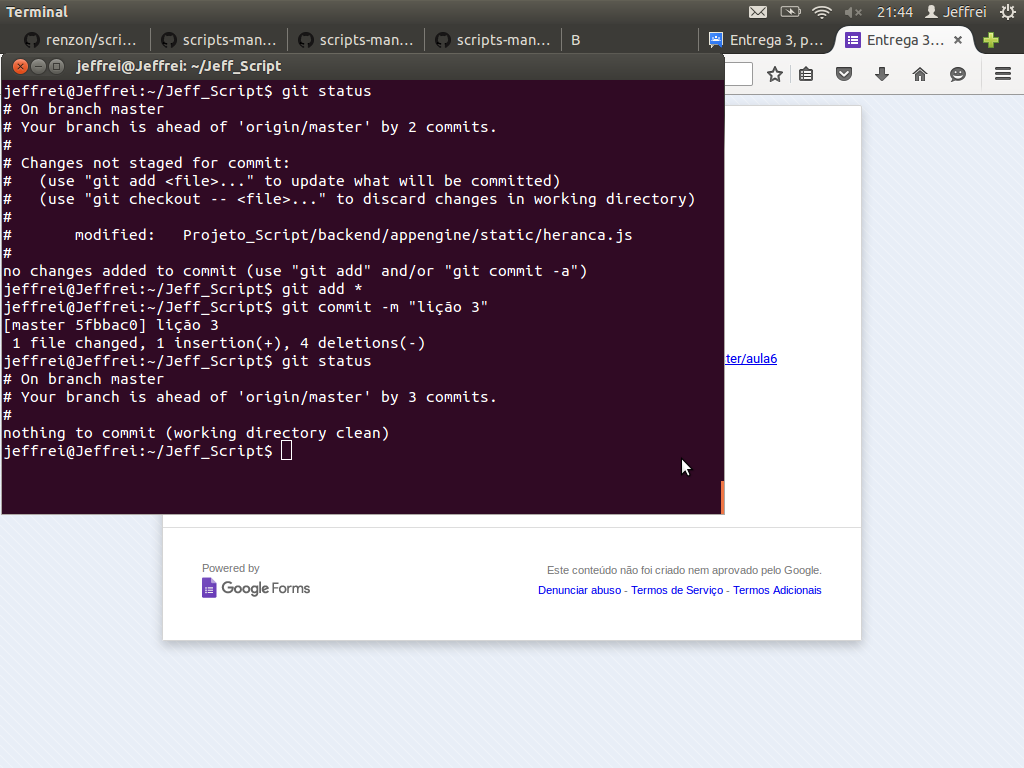 Terminal
21:44 Jeffrei
renzon/scri...
scripts-man...
scripts-man...
scripts-man...
B
Entrega 3, p...
Entrega 3...
jeffrei@Jeffrei: ~/Jeff_Script
jeffrei@Jeffrei:~/Jeff_Script$ git status
# On branch master
# Your branch is ahead of 'origin/master' by 2 commits.
#
# Changes not staged for commit:
#   (use "git add <file>..." to update what will be committed)
#   (use "git checkout -- <file>..." to discard changes in working directory)
#
#       modified:   Projeto_Script/backend/appengine/static/heranca.js
#
no changes added to commit (use "git add" and/or "git commit -a")
jeffrei@Jeffrei:~/Jeff_Script$ git add *
jeffrei@Jeffrei:~/Jeff_Script$ git commit -m "lição 3"
[master 5fbbac0] lição 3
 1 file changed, 1 insertion(+), 4 deletions(-)
jeffrei@Jeffrei:~/Jeff_Script$ git status
# On branch master
# Your branch is ahead of 'origin/master' by 3 commits.
#
nothing to commit (working directory clean)
jeffrei@Jeffrei:~/Jeff_Script$
ter/aula6
Powered by
Google Forms
Este conteúdo não foi criado nem aprovado pelo Google.
Denunciar abuso - Termos de Serviço - Termos Adicionais